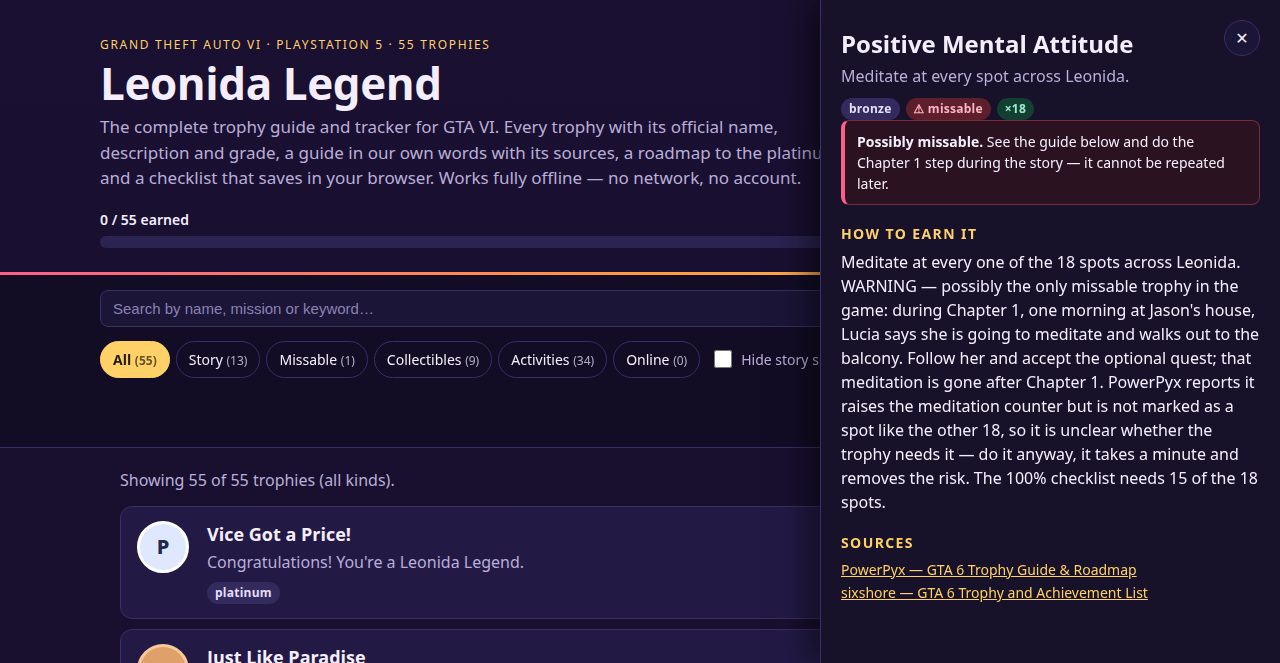 GRAND THEFT AUTO VI · PLAYSTATION 5 · 55 TROPHIES
Leonida Legend
The complete trophy guide and tracker for GTA VI. Every trophy with its official name,
description and grade, a guide in our own words with its sources, a roadmap to the
and a checklist that saves in your browser. Works fully offline — no network, no account.
0 / 55 earned
Search by name, mission or keyword…
All (55)
Story (13)
Missable (1)
Collectibles (9)
Activities (34)
Online (0)
Hide story
Showing 55 of 55 trophies (all kinds).
P
Vice Got a Price!
Congratulations! You're a Leonida Legend.
platinum
Just Like Paradise
Positive Mental Attitude
✕
Meditate at every spot across Leonida.
bronze
⚠ missable
×18
Possibly missable. See the guide below and do the
Chapter 1 step during the story — it cannot be repeated
later.
HOW TO EARN IT
Meditate at every one of the 18 spots across Leonida.
WARNING — possibly the only missable trophy in the
game: during Chapter 1, one morning at Jason's house,
Lucia says she is going to meditate and walks out to the
balcony. Follow her and accept the optional quest; that
meditation is gone after Chapter 1. PowerPyx reports it
raises the meditation counter but is not marked as a
spot like the other 18, so it is unclear whether the
trophy needs it — do it anyway, it takes a minute and
removes the risk. The 100% checklist needs 15 of the 18
spots.
SOURCES
PowerPyx — GTA 6 Trophy Guide & Roadmap
sixshore — GTA 6 Trophy and Achievement List